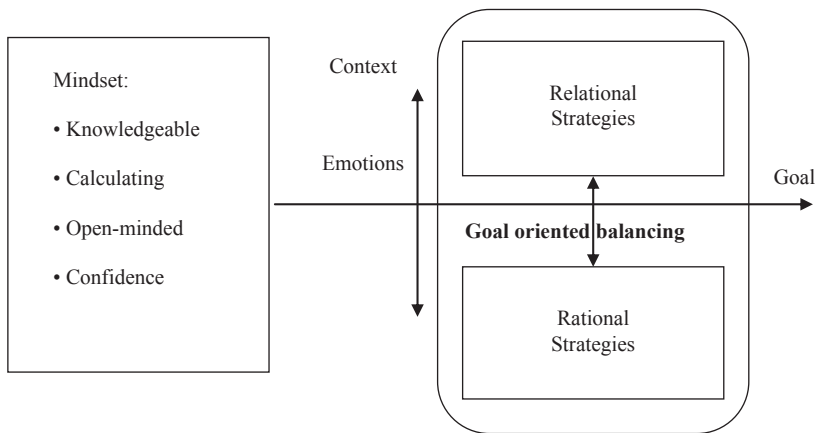 Mindset:
• Knowledgeable
• Calculating
• Open-minded
• Confidence
Context
Emotions
Relational
Strategies
Goal
Goal oriented balancing
Rational
Strategies